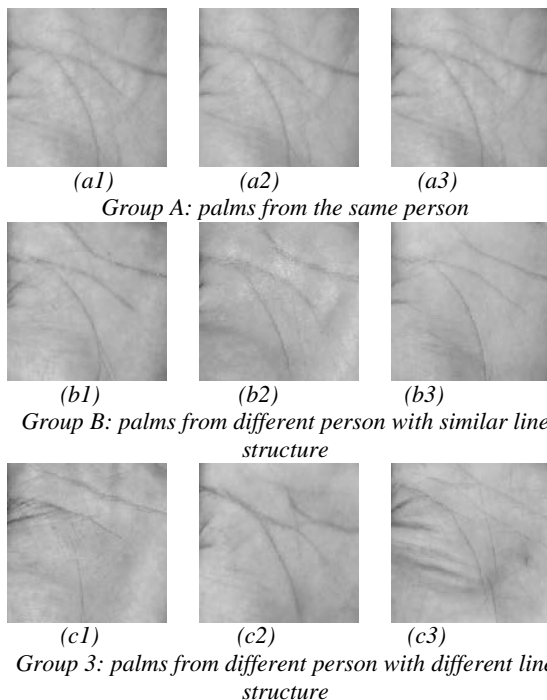 (a1) (a2) (a3)
Group A: palms from the same person
(b1) (b2) (b3)
Group B: palms from different person with similar line
structure
(c1) (c2) (c3)
Group 3: palms from different person with different line
structure